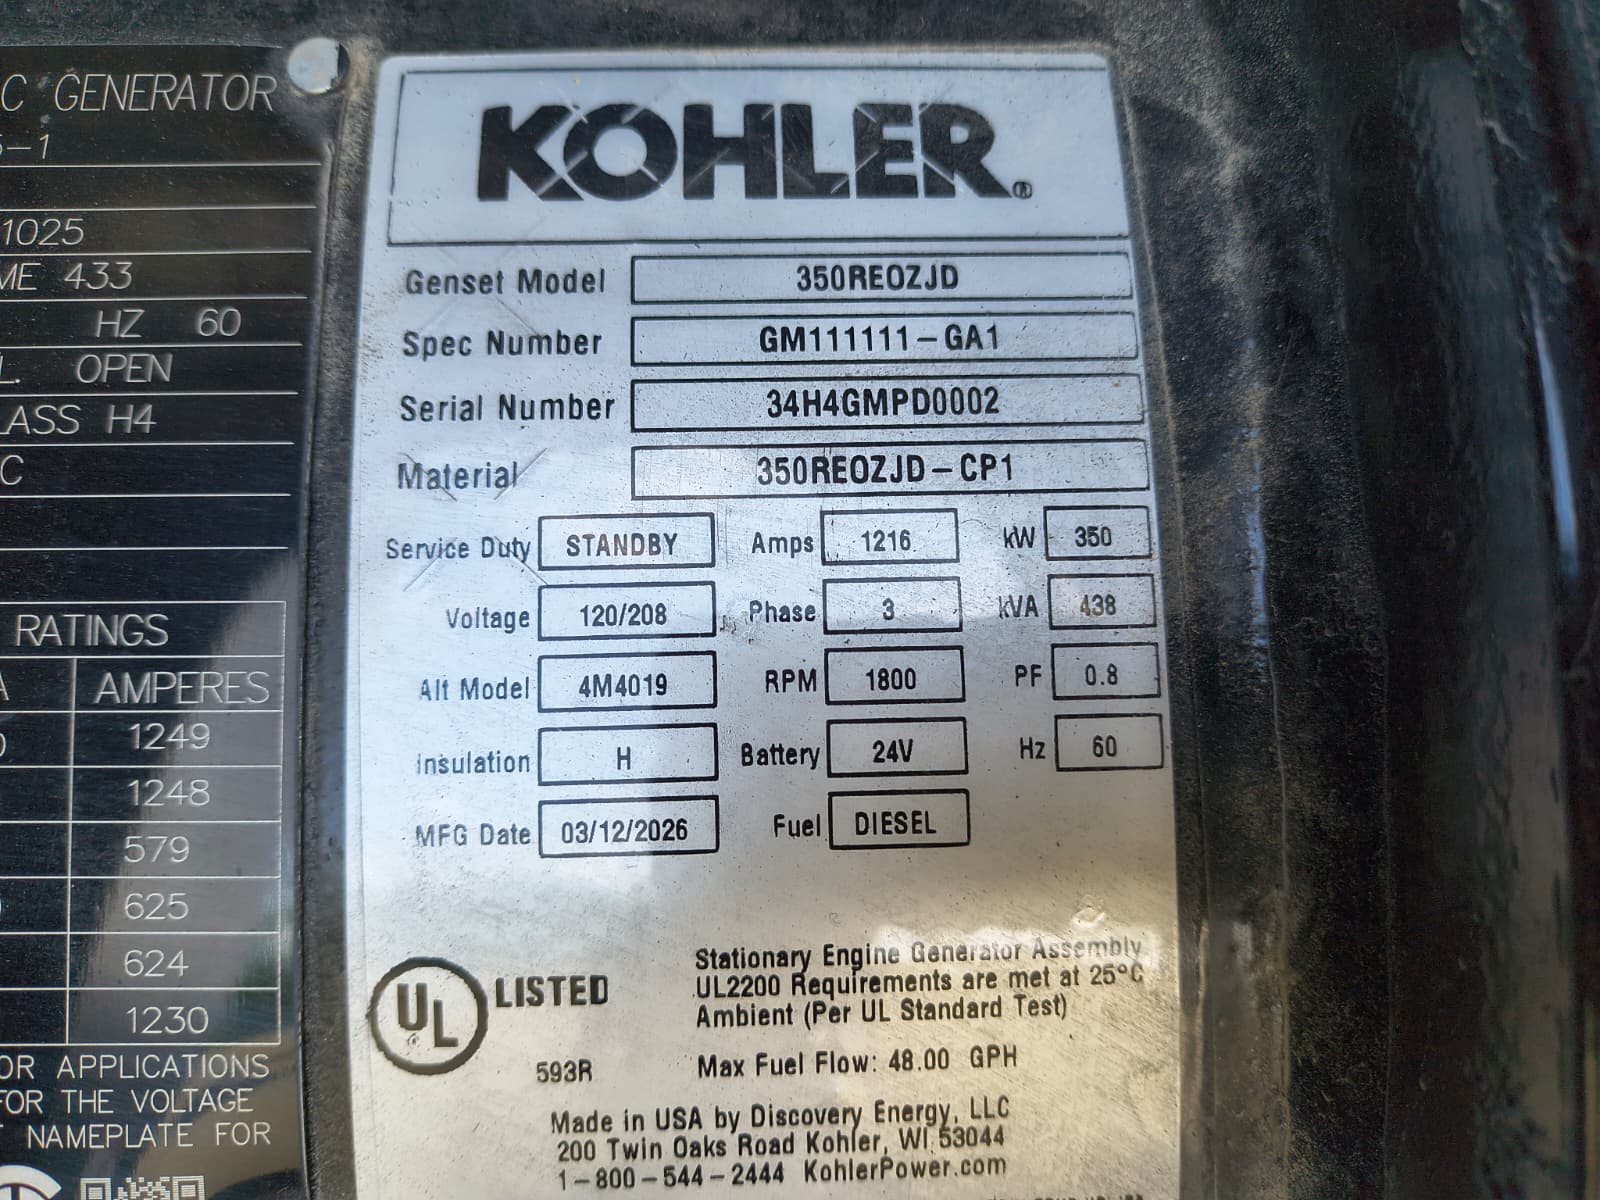 C GENERATOR
-1
1025
ME 433
HZ 60
L. OPEN
LASS H4
C
RATINGS
A AMPERES
1249
1248
579
625
624
1230
OR APPLICATIONS
FOR THE VOLTAGE
NAMEPLATE FOR
KOHLER®
Genset Model 350REOZJD
Spec Number GM111111-GA1
Serial Number 34H4GMPD0002
Material 350REOZJD-CP1
Service Duty STANDBY Amps 1216 kW 350
Voltage 120/208 Phase 3 kVA 438
Alt Model 4M4019 RPM 1800 PF 0.8
Insulation H Battery 24V Hz 60
MFG Date 03/12/2026 Fuel DIESEL
UL® LISTED
593R
Stationary Engine Generator Assembly
UL2200 Requirements are met at 25°C
Ambient (Per UL Standard Test)
Max Fuel Flow: 48.00 GPH
Made in USA by Discovery Energy, LLC
200 Twin Oaks Road Kohler, WI 53044
1-800-544-2444 KohlerPower.com